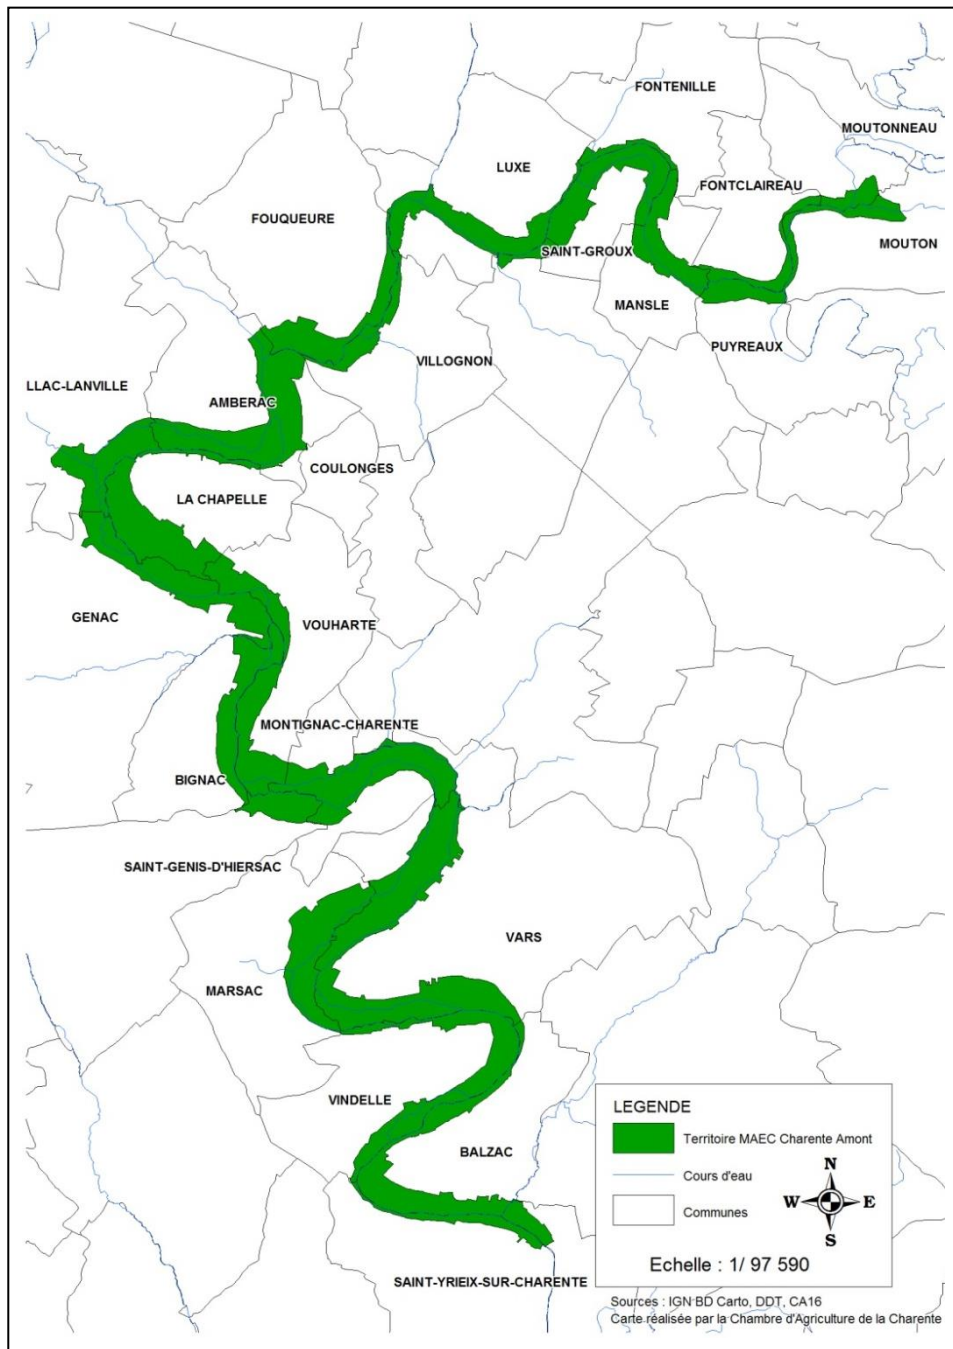 FONTENILLE
MOUTONNEAU
LUXE
FONTCLAIREAU
FOUQUEURE
MOUTON
SAINT-GROUX
MANSLE
PUYREAUX
VILLOGNON
LLAC-LANVILLE
AMBERAC
COULONGES
LA CHAPELLE
GENAC
VOUHARTE
MONTIGNAC-CHARENTE
BIGNAC
SAINT-GENIS-D'HIERSAC
VARS
MARSAC
VINDELLE
BALZAC
SAINT-YRIEIX-SUR-CHARENTE
LEGENDE
Territoire MAEC Charente Amont
Cours d'eau
Communes
N
W E
S
Echelle : 1/ 97 590
Sources : IGN BD Carto, DDT, CA16
Carte réalisée par la Chambre d'Agriculture de la Charente